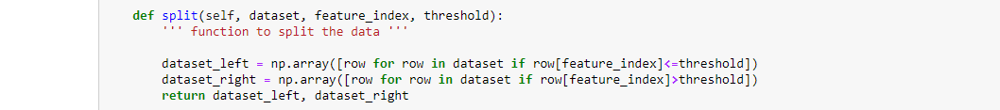 def split(self, dataset, feature_index, threshold):
''' function to split the data '''
dataset_left = np.array([row for row in dataset if row[feature_index]<=threshold])
dataset_right = np.array([row for row in dataset if row[feature_index]>threshold])
return dataset_left, dataset_right